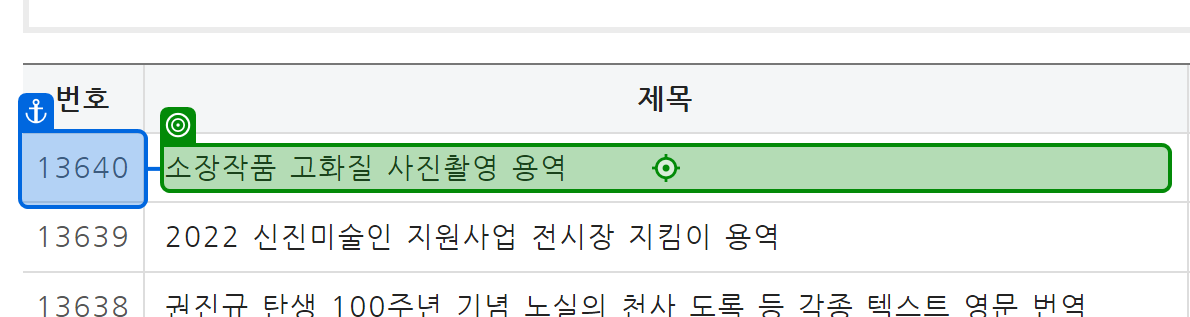 번호 제목
13640 소장작품 고화질 사진촬영 용역
13639 2022 신진미술인 지원사업 전시장 지킴이 용역
13638 권진규 탄생 100주년 기념 노실의 천사 도록 등 각종 텍스트 영문 번역